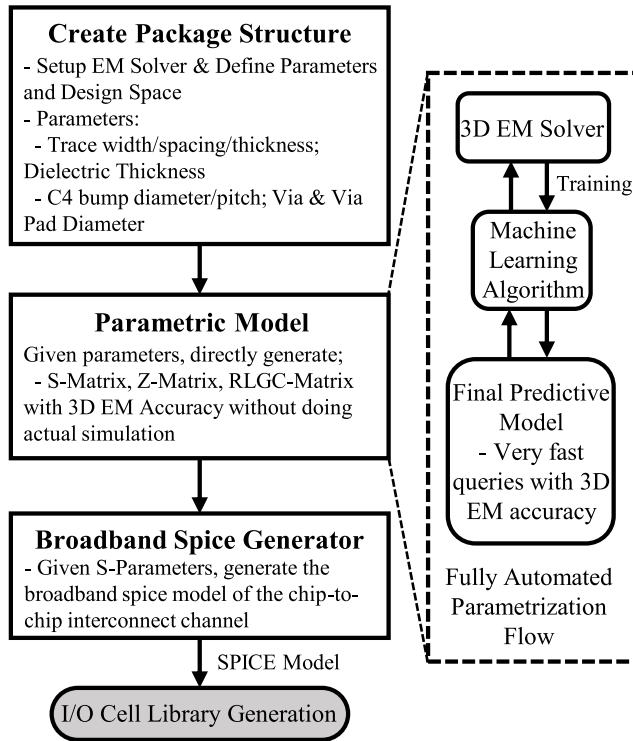 Create Package Structure
- Setup EM Solver & Define Parameters
and Design Space
- Parameters:
- Trace width/spacing/thickness;
Dielectric Thickness
- C4 bump diameter/pitch; Via & Via
Pad Diameter
Parametric Model
Given parameters, directly generate;
- S-Matrix, Z-Matrix, RLGC-Matrix
with 3D EM Accuracy without doing
actual simulation
Broadband Spice Generator
- Given S-Parameters, generate the
broadband spice model of the chip-to-
chip interconnect channel
SPICE Model
I/O Cell Library Generation
3D EM Solver
Training
Machine
Learning
Algorithm
Final Predictive
Model
- Very fast
queries with 3D
EM accuracy
Fully Automated
Parametrization
Flow